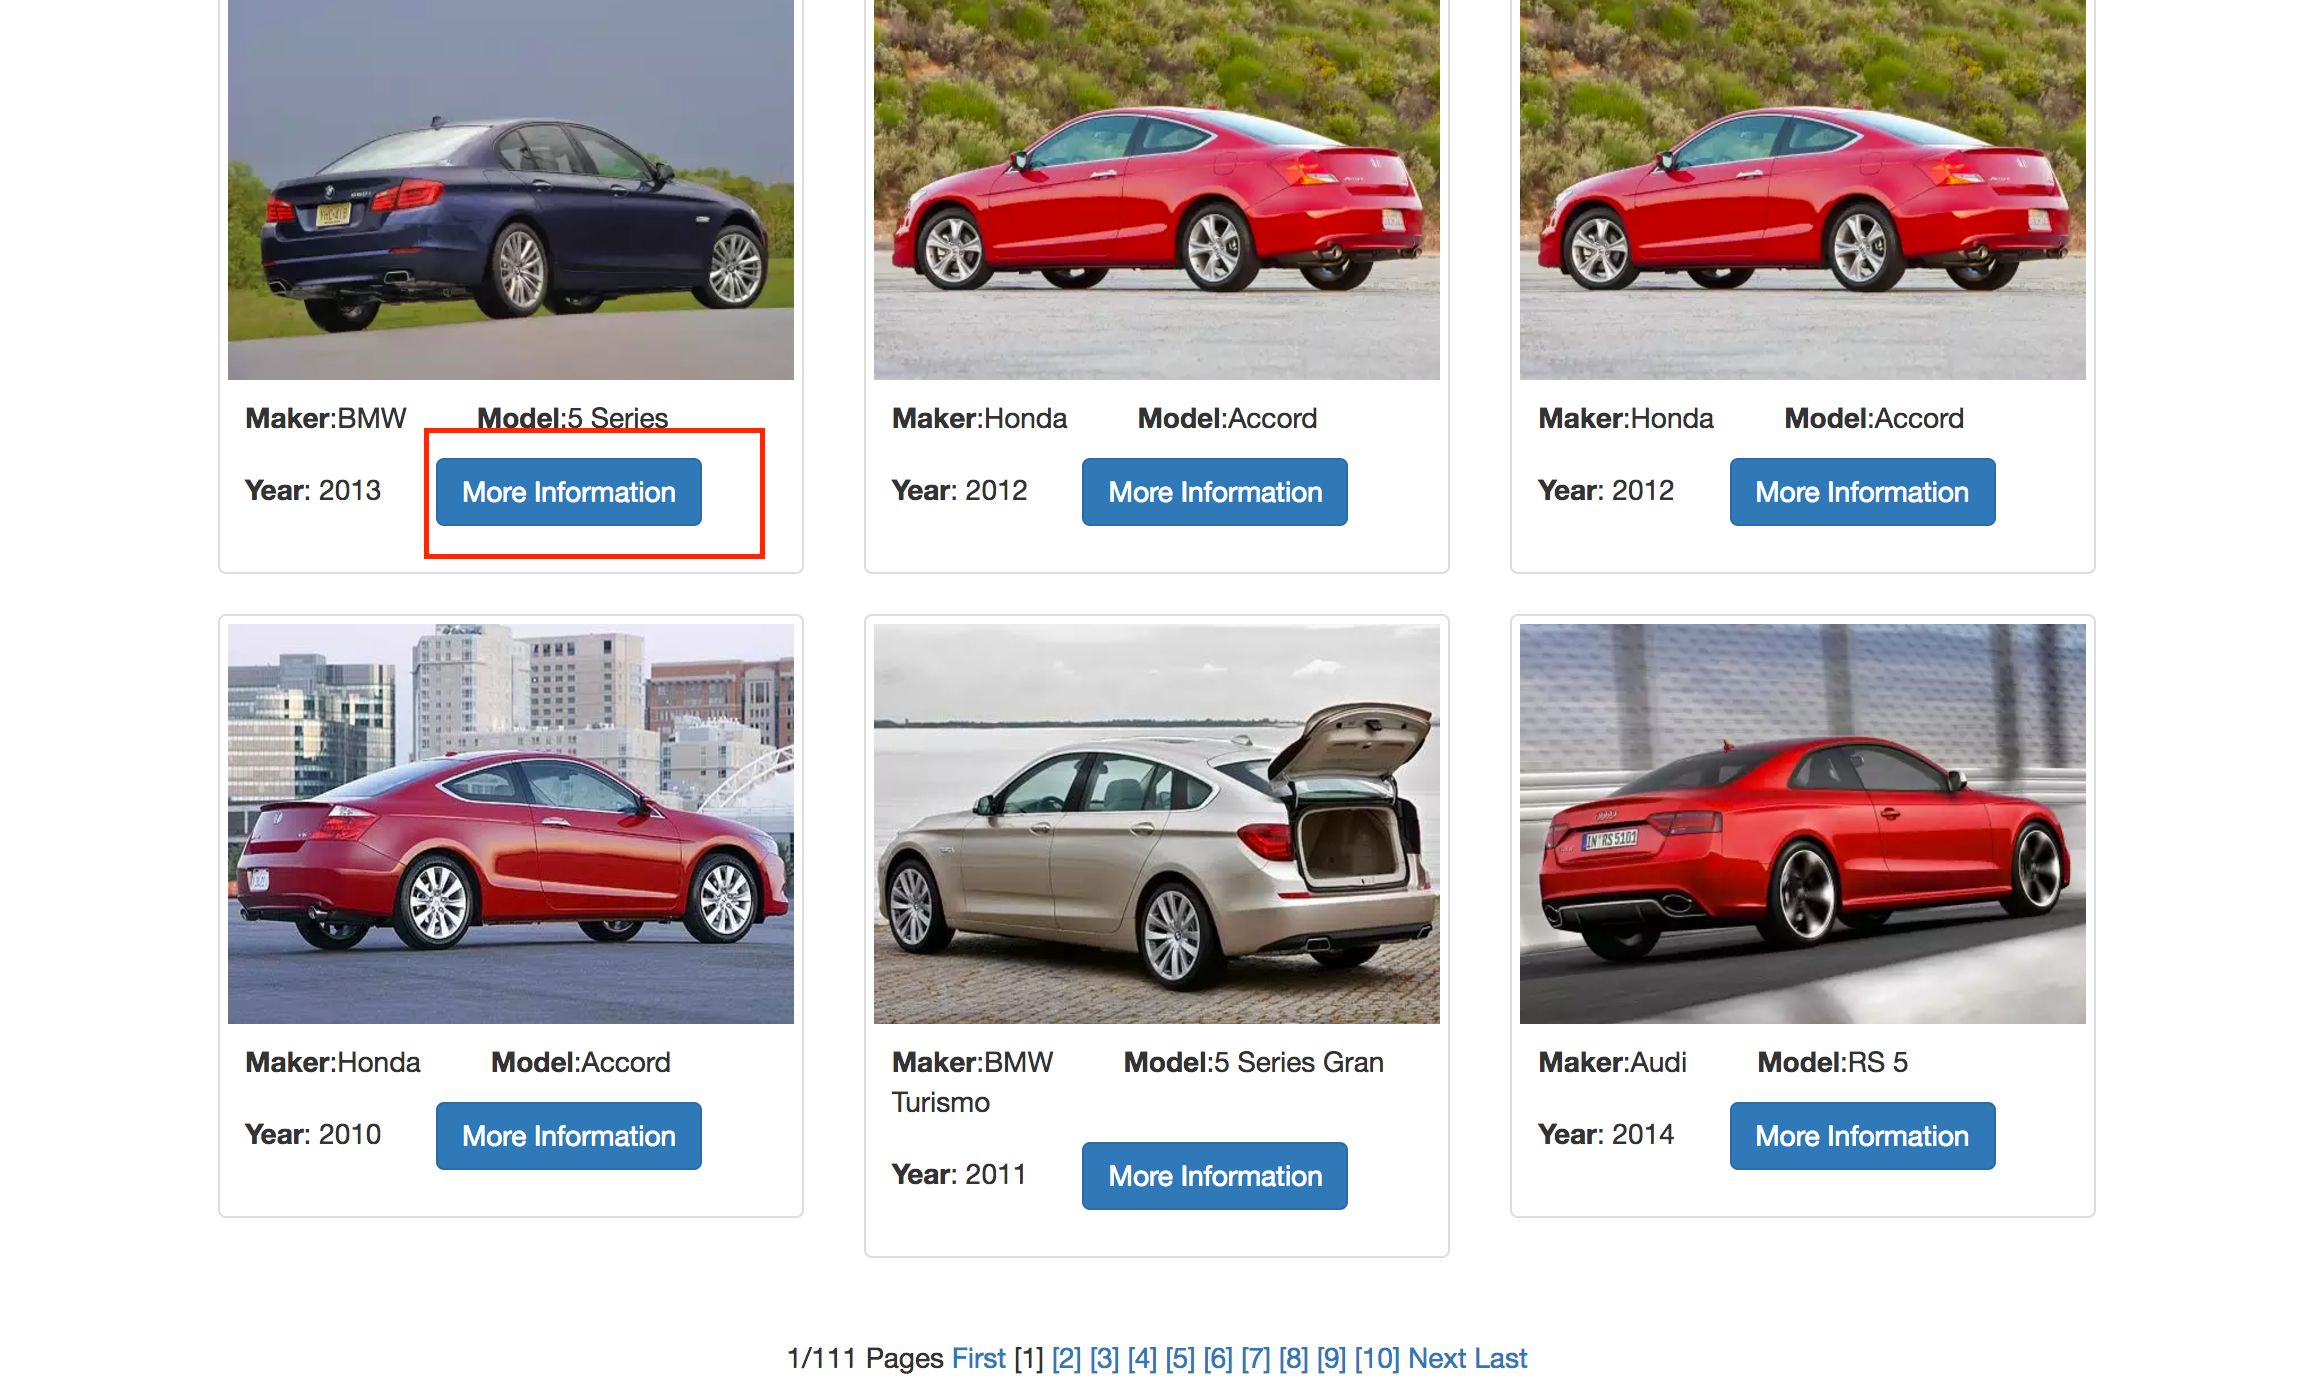 Maker:BMW Model:5 Series
Year: 2013 More Information
Maker:Honda Model:Accord
Year: 2012 More Information
Maker:Honda Model:Accord
Year: 2012 More Information
Maker:Honda Model:Accord
Year: 2010 More Information
Maker:BMW Model:5 Series Gran
Turismo
Year: 2011 More Information
IN RS 5101
Maker:Audi Model:RS 5
Year: 2014 More Information
1/111 Pages First [1] [2] [3] [4] [5] [6] [7] [8] [9] [10] Next Last